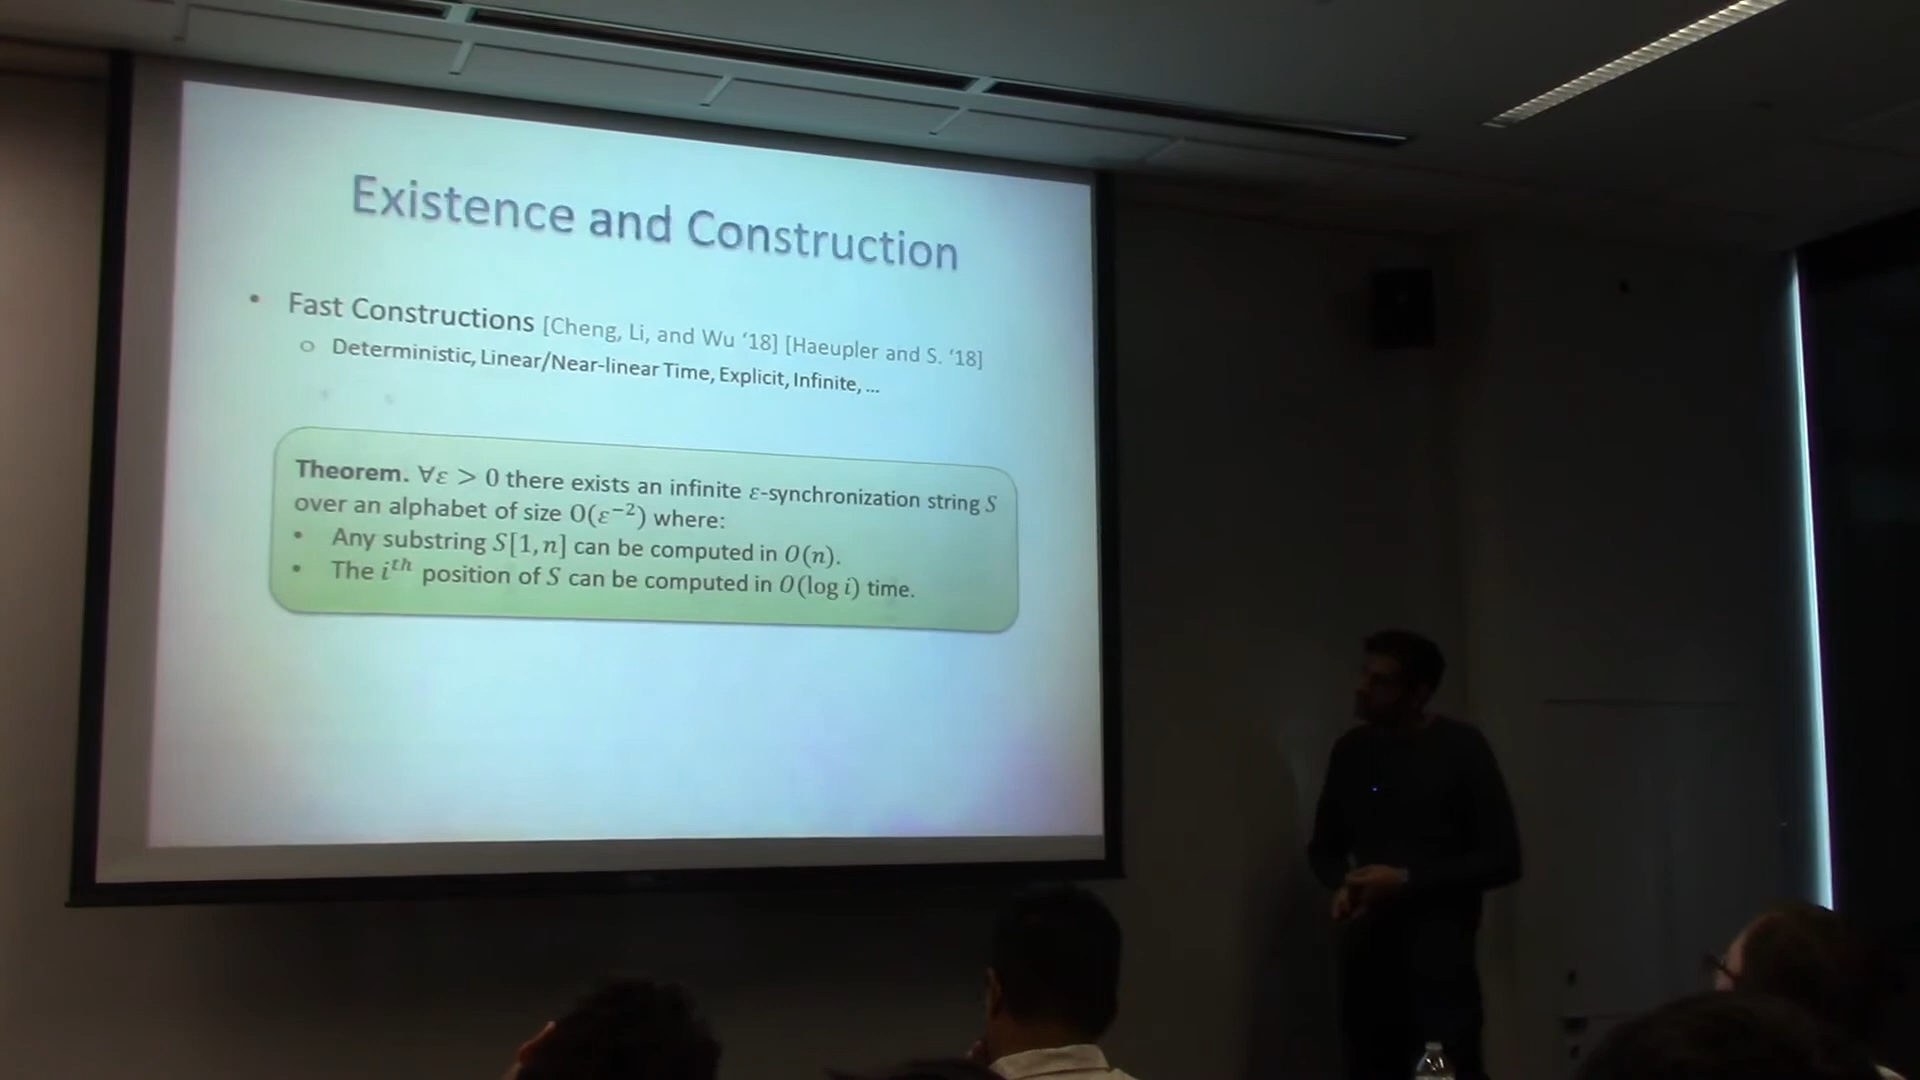 Existence and Construction
• Fast Constructions [Cheng, Li, and Wu ‘18] [Haeupler and S. ‘18]
o Deterministic, Linear/Near-linear Time, Explicit, Infinite, ...
Theorem. ∀ε > 0 there exists an infinite ε-synchronization string S
over an alphabet of size O(ε⁻²) where:
• Any substring S[1, n] can be computed in O(n).
• The iᵗʰ position of S can be computed in O(log i) time.